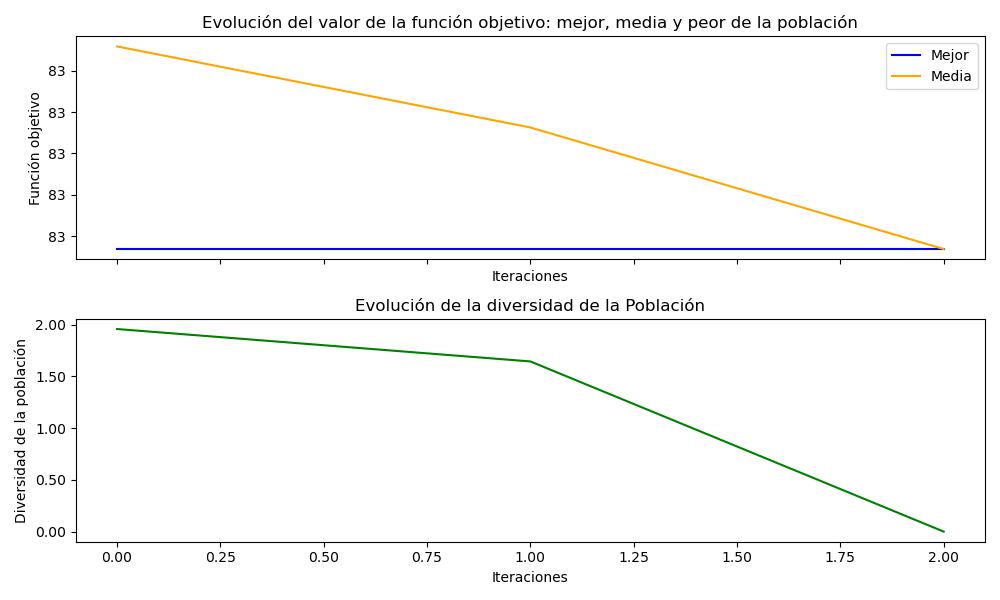 Evolución del valor de la función objetivo: mejor, media y peor de la población
Función objetivo
83
83
83
83
83
Mejor
Media
Iteraciones
Evolución de la diversidad de la Población
Diversidad de la población
2.00
1.50
1.00
0.50
0.00
0.00 0.25 0.50 0.75 1.00 1.25 1.50 1.75 2.00
Iteraciones